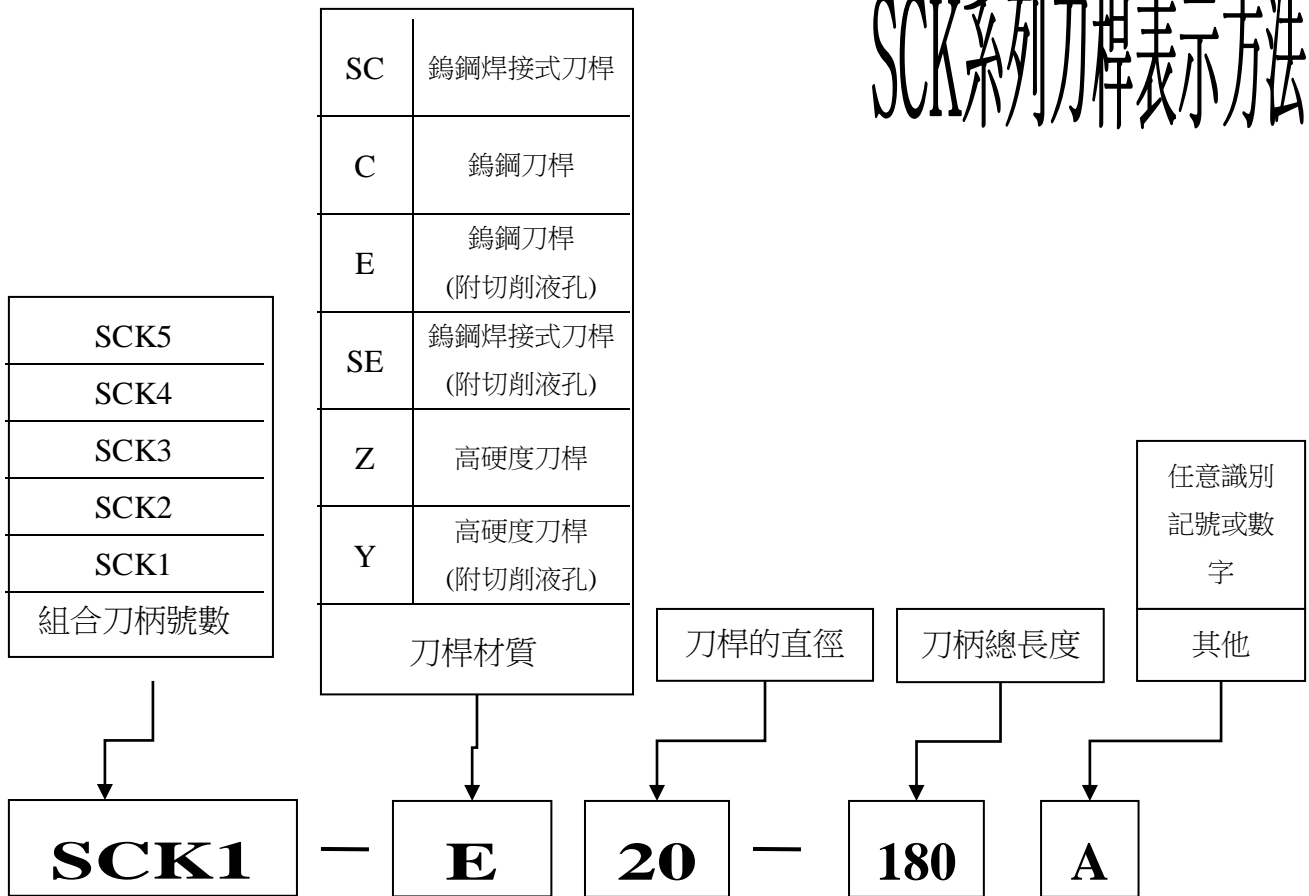 SCK系列刀桿表示方法
SC 鎢鋼焊接式刀桿
C 鎢鋼刀桿
E 鎢鋼刀桿
(附切削液孔)
SE 鎢鋼焊接式刀桿
(附切削液孔)
Z 高硬度刀桿
Y 高硬度刀桿
(附切削液孔)
刀桿材質
SCK5
SCK4
SCK3
SCK2
SCK1
組合刀柄號數
刀桿的直徑
刀柄總長度
任意識別
記號或數
字
其他
SCK1 — E 20 — 180 A